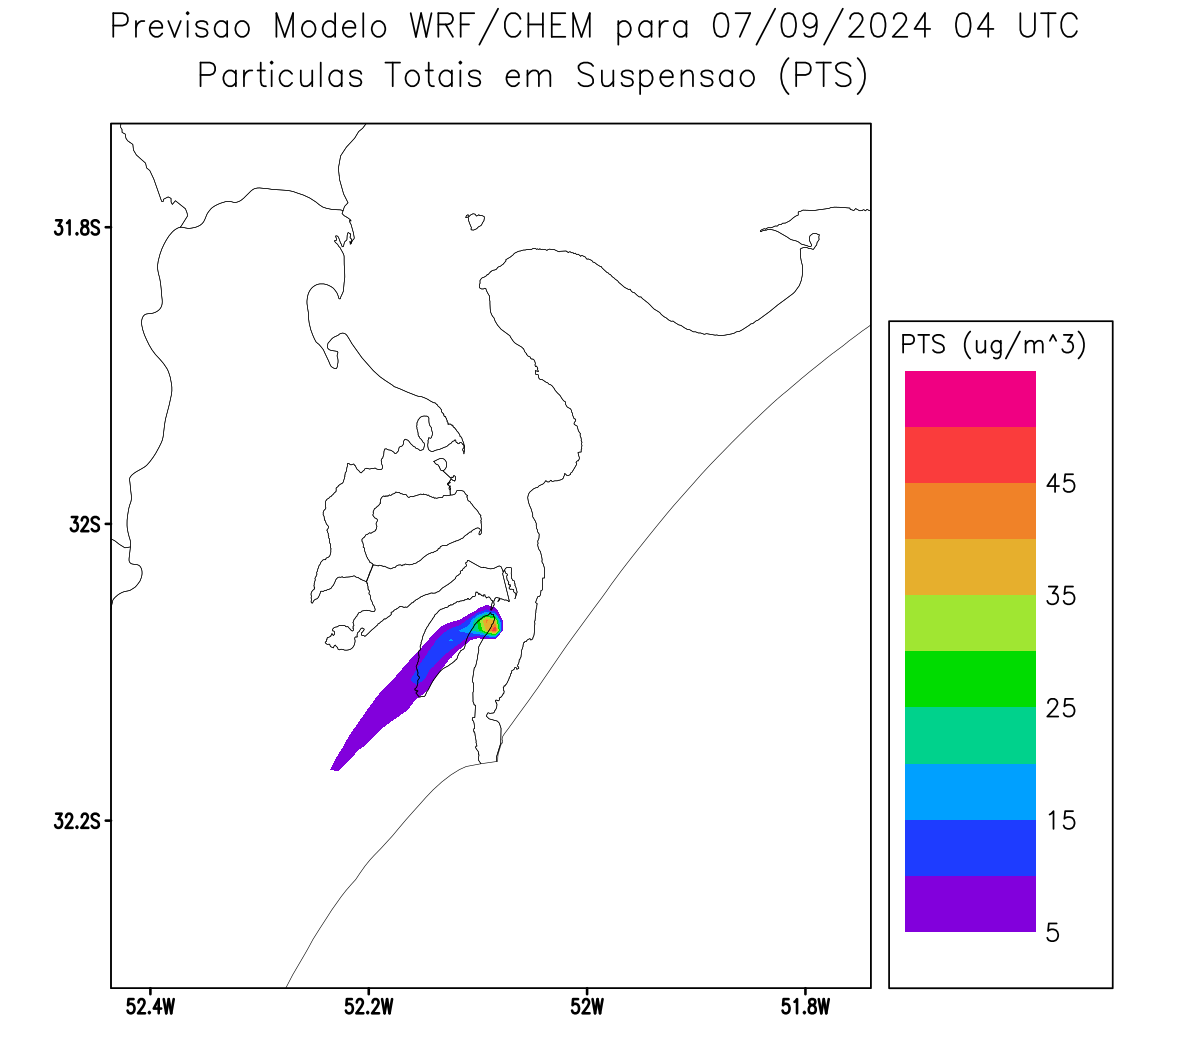 Previsao Modelo WRF/CHEM para 07/09/2024 04 UTC
Particulas Totais em Suspensao (PTS)
31.8S
32S
32.2S
52.4W
52.2W
52W
51.8W
PTS (ug/m^3)
45
35
25
15
5